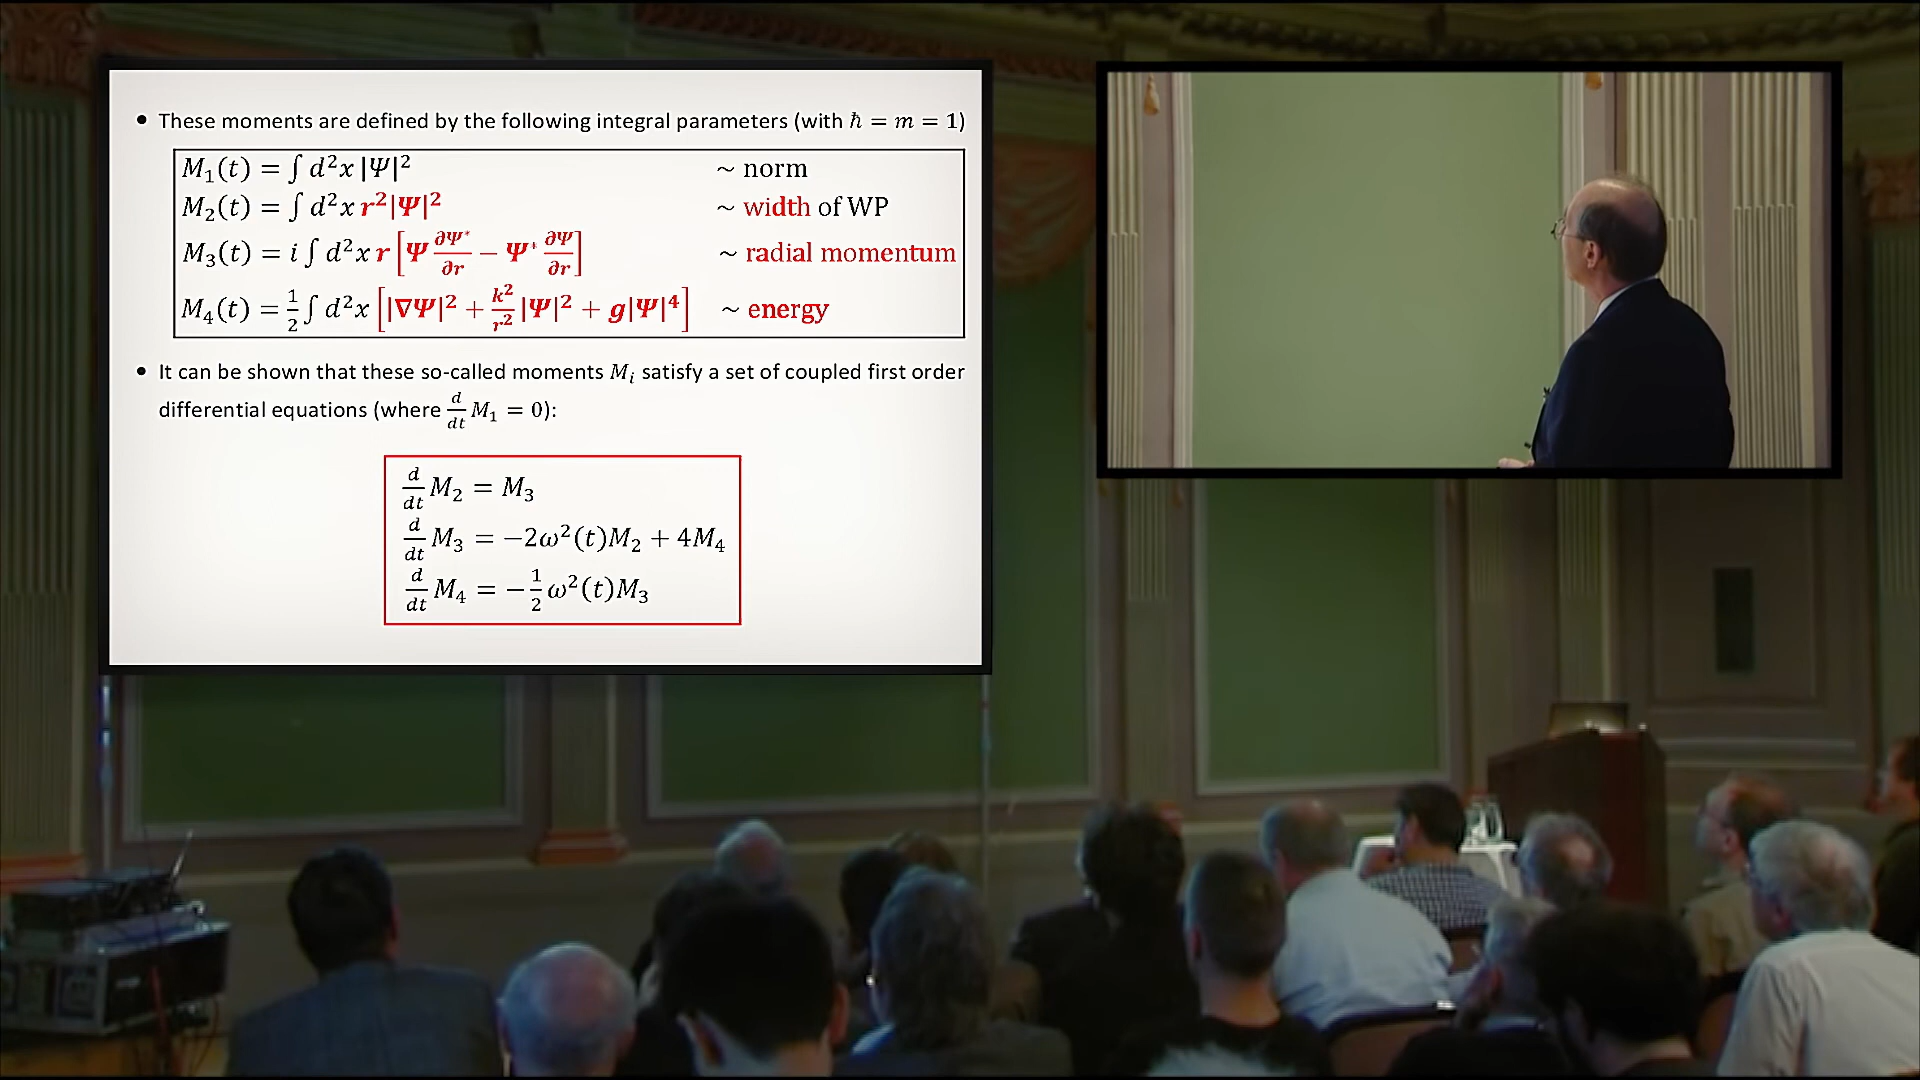 • These moments are defined by the following integral parameters (with ℏ = m = 1)
M₁(t) = ∫ d²x |Ψ|² ~ norm
M₂(t) = ∫ d²x r²|Ψ|² ~ width of WP
M₃(t) = i ∫ d²x r [Ψ ∂Ψ*/∂r − Ψ* ∂Ψ/∂r] ~ radial momentum
M₄(t) = 1/2 ∫ d²x [|∇Ψ|² + k²/r² |Ψ|² + g|Ψ|⁴] ~ energy
• It can be shown that these so-called moments Mᵢ satisfy a set of coupled first order
differential equations (where d/dt M₁ = 0):
d/dt M₂ = M₃
d/dt M₃ = −2ω²(t)M₂ + 4M₄
d/dt M₄ = −1/2 ω²(t)M₃